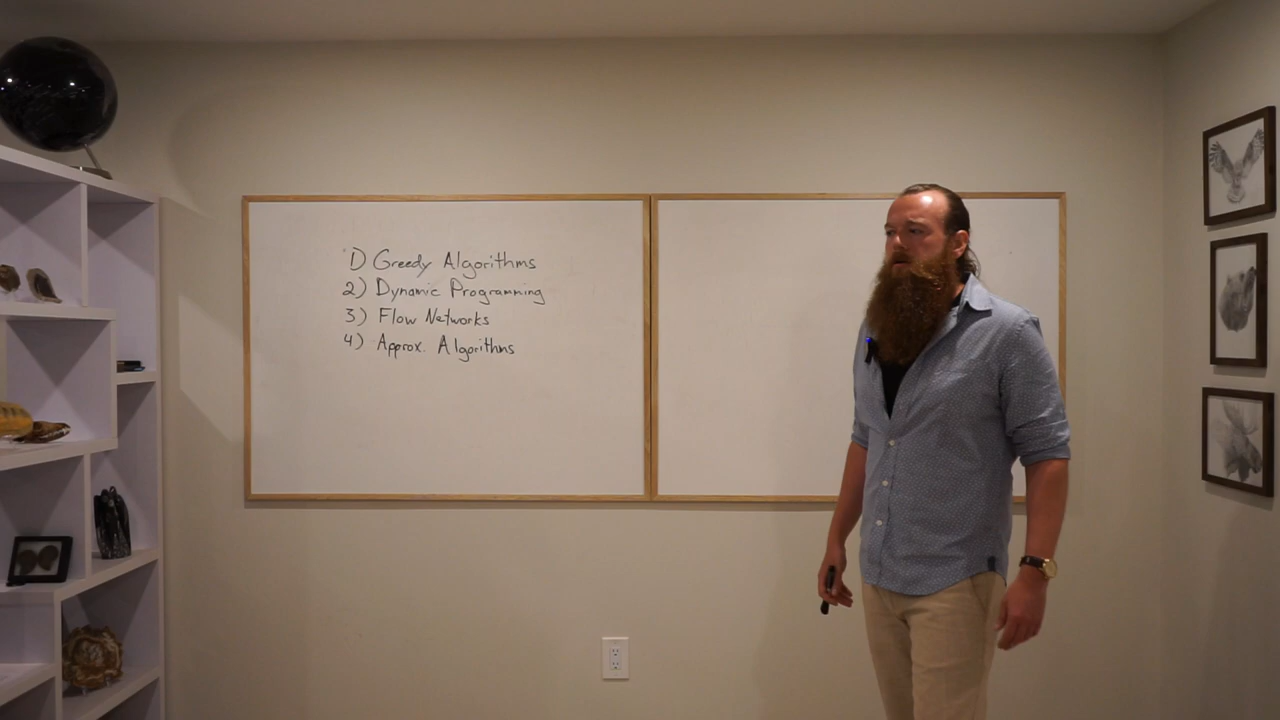 1) Greedy Algorithms
2) Dynamic Programming
3) Flow Networks
4) Approx. Algorithms